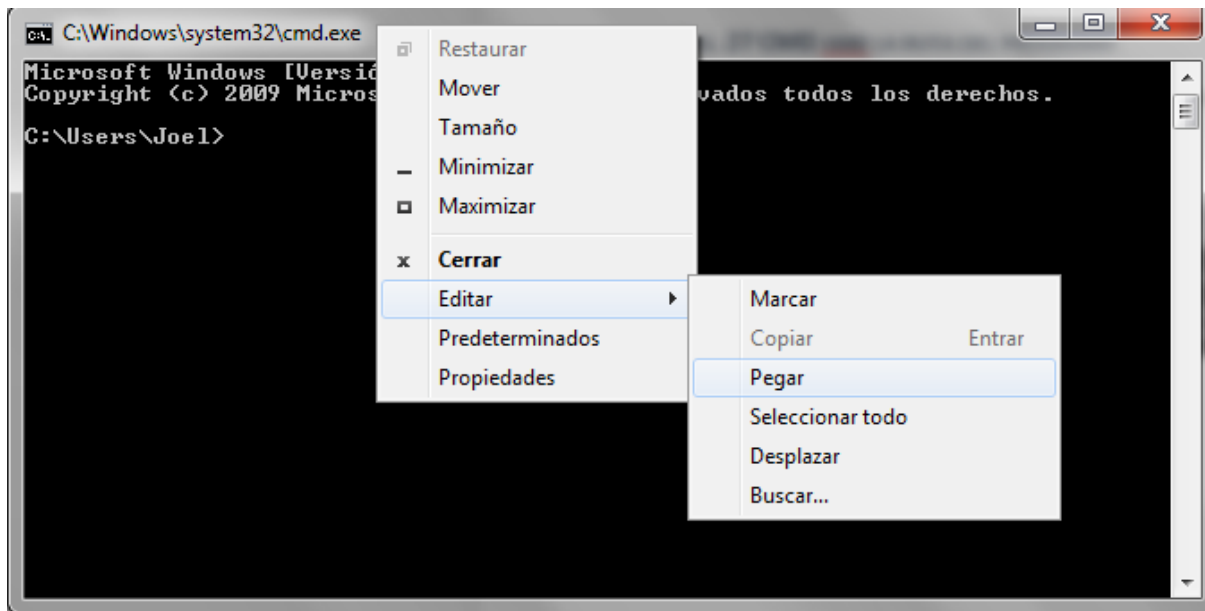 C:\Windows\system32\cmd.exe
Microsoft Windows [Versió
Copyright (c) 2009 Micros vados todos los derechos.
C:\Users\Joel>
Restaurar
Mover
Tamaño
Minimizar
Maximizar
Cerrar
Editar
Predeterminados
Propiedades
Marcar
Copiar Entrar
Pegar
Seleccionar todo
Desplazar
Buscar...